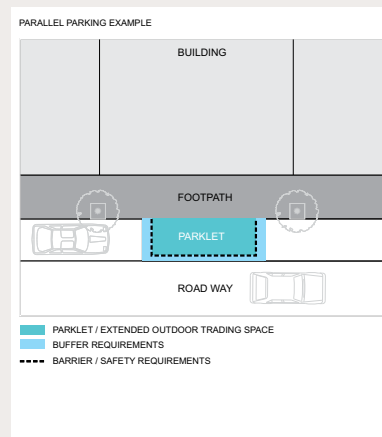 PARALLEL PARKING EXAMPLE
BUILDING
FOOTPATH
PARKLET
ROAD WAY
PARKLET / EXTENDED OUTDOOR TRADING SPACE
BUFFER REQUIREMENTS
BARRIER / SAFETY REQUIREMENTS